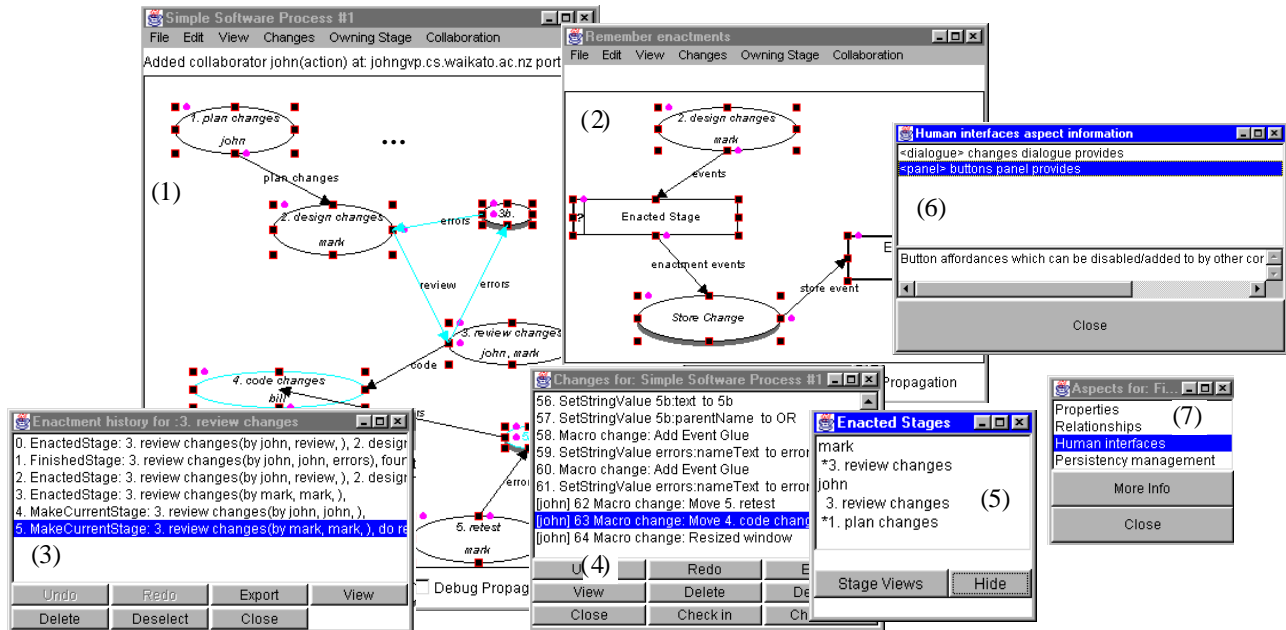 Simple Software Process #1
File Edit View Changes Owning Stage Collaboration
Added collaborator john(action) at: johngvp.cs.waikato.ac.nz port
1. plan changes
john
...
(1)
plan changes
2. design changes
mark
errors
3b.
review
errors
3. review changes
john, mark
code
4. code changes
bill
5. retest
mark
Debug Propag
Remember enactments
File Edit View Changes Owning Stage Collaboration
(2)
2. design changes
mark
events
?
Enacted Stage
enactment events
Store Change
store event
E
Propagation
Human interfaces aspect information
<dialogue> changes dialogue provides
<panel> buttons panel provides
(6)
Button affordances which can be disabled/added to by other cor
Close
Enactment history for :3. review changes
0. EnactedStage: 3. review changes(by john, review, ), 2. design
1. FinishedStage: 3. review changes(by john, john, errors), four
2. EnactedStage: 3. review changes(by john, review, ), 2. design
3. EnactedStage: 3. review changes(by mark, mark, ),
4. MakeCurrentStage: 3. review changes(by john, john, ),
5. MakeCurrentStage: 3. review changes(by mark, mark, ), do re
(3)
Undo Redo Export View
Delete Deselect Close
Changes for: Simple Software Process #1
56. SetStringValue 5b:text to 5b
57. SetStringValue 5b:parentName to OR
58. Macro change: Add Event Glue
59. SetStringValue errors:nameText to error
60. Macro change: Add Event Glue
61. SetStringValue errors:nameText to error
[john] 62 Macro change: Move 5. retest
[john] 63 Macro change: Move 4. code chang
[john] 64 Macro change: Resized window
(4)
U Redo E
View Delete De
Close Check in Ch
Enacted Stages
mark
*3. review changes
john
3. review changes
*1. plan changes
(5)
Stage Views Hide
Aspects for: Fi...
Properties
Relationships
Human interfaces
Persistency management
(7)
More Info
Close